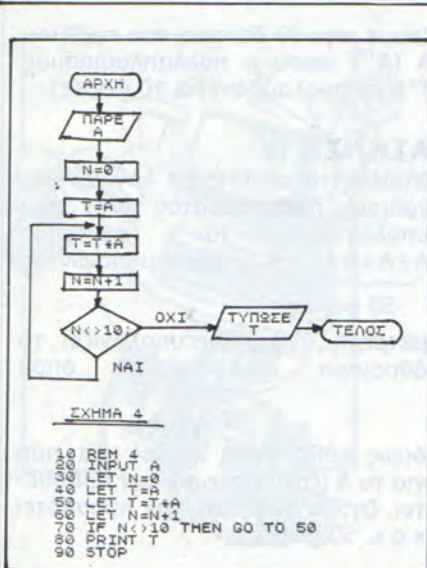 ΑΡΧΗ
ΠΑΡΕ
Α
N=0
T=A
T=T*A
N=N+1
N<>10;
ΟΧΙ
ΝΑΙ
ΤΥΠΩΣΕ
T
ΤΕΛΟΣ
ΣΧΗΜΑ 4
10 REM 4
20 INPUT A
30 LET N=0
40 LET T=A
50 LET T=T*A
60 LET N=N+1
70 IF N<>10 THEN GO TO 50
80 PRINT T
90 STOP